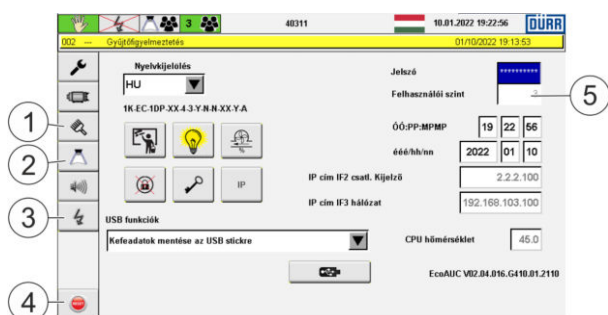 3 40311 10.01.2022 19:22:56 DÜRR
002 --- Gyűjtőfigyelmeztetés 01/10/2022 19:13:53
Nyelvkijelölés
HU
1K-EC-1DP-XX-4-3-Y-N-N-XX-Y-A
IP
USB funkciók
Kefeadatok mentése az USB stickre
Jelszó **********
Felhasználói szint 3
ÓÓ:PP:MPMP 19 22 56
ééé/hh/nn 2022 01 10
IP cím IF2 csatl. Kijelző 2.2.2.100
IP cím IF3 hálózat 192.168.103.100
CPU hőmérséklet 45.0
EcoAUC V02.04.016.G410.01.2110
1
2
3
4
5